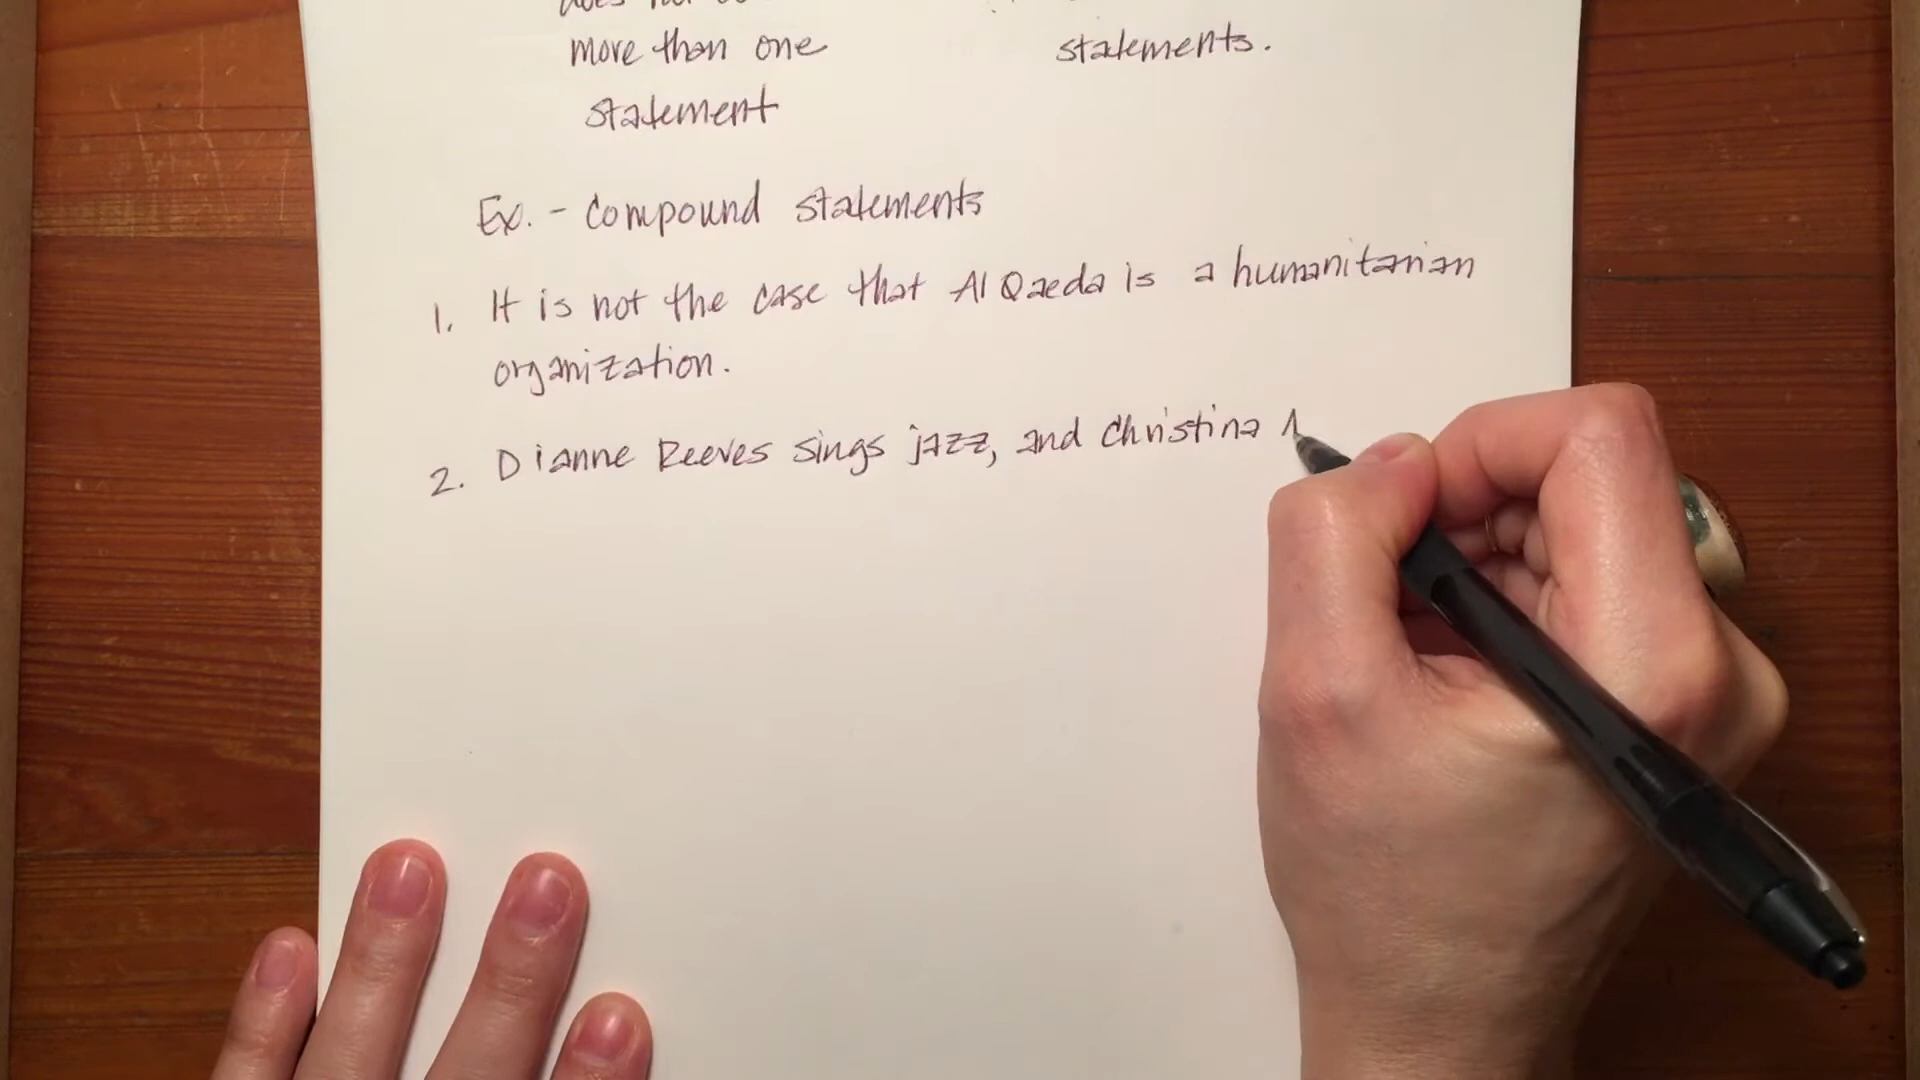 more than one
statements.
statement
Ex. - compound statements
1. It is not the case that Al Qaeda is a humanitarian
organization.
2. Dianne Reeves sings jazz, and Christina